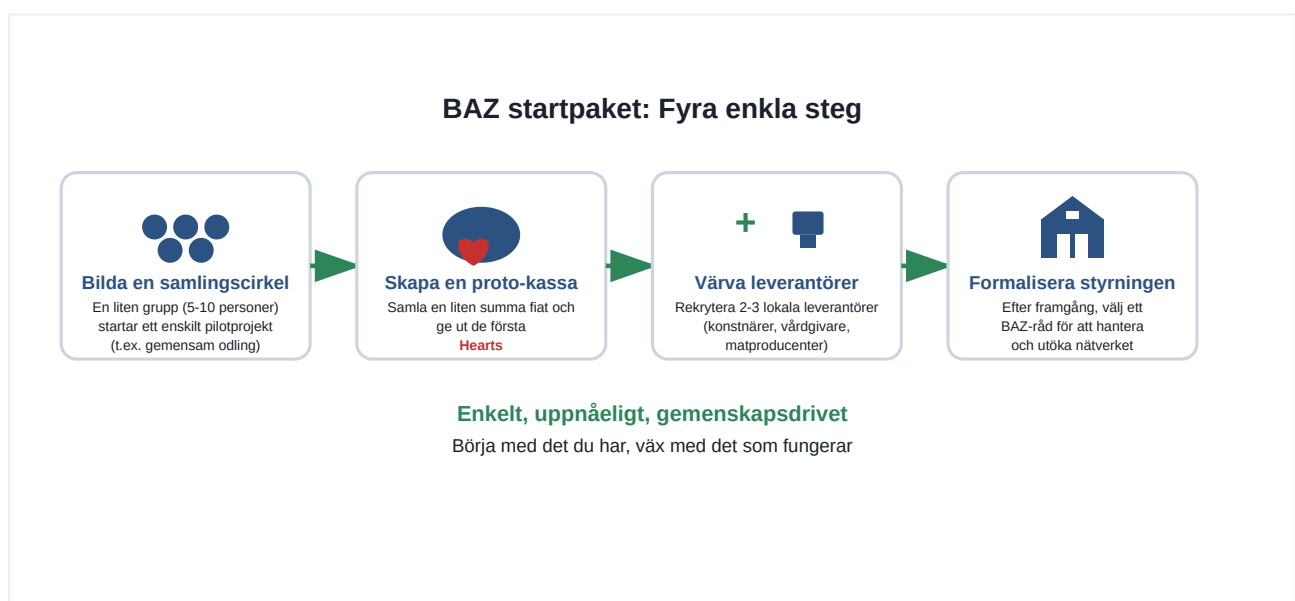 BAZ startpaket: Fyra enkla steg
Bilda en samlingscirkel
En liten grupp (5-10 personer)
startar ett enskilt pilotprojekt
(t.ex. gemensam odling)
Skapa en proto-kassa
Samla en liten summa fiat och
ge ut de första
Hearts
+
Värva leverantörer
Rekrytera 2-3 lokala leverantörer
(konstnärer, vårdgivare,
matproducenter)
Formalisera styrningen
Efter framgång, välj ett
BAZ-råd för att hantera
och utöka nätverket
Enkelt, uppnåeligt, gemenskapsdrivet
Börja med det du har, väx med det som fungerar